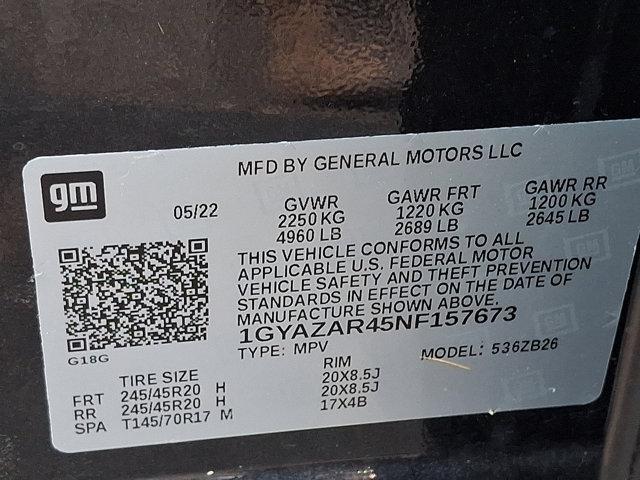 MFD BY GENERAL MOTORS LLC
gm
05/22
GVWR GAWR FRT GAWR RR
2250 KG 1220 KG 1200 KG
4960 LB 2689 LB 2645 LB
THIS VEHICLE CONFORMS TO ALL
APPLICABLE U.S. FEDERAL MOTOR
VEHICLE SAFETY AND THEFT PREVENTION
STANDARDS IN EFFECT ON THE DATE OF
MANUFACTURE SHOWN ABOVE.
1GYAZAR45NF157673
TYPE: MPV MODEL: 536ZB26
G18G
TIRE SIZE RIM
FRT 245/45R20 H 20X8.5J
RR 245/45R20 H 20X8.5J
SPA T145/70R17 M 17X4B